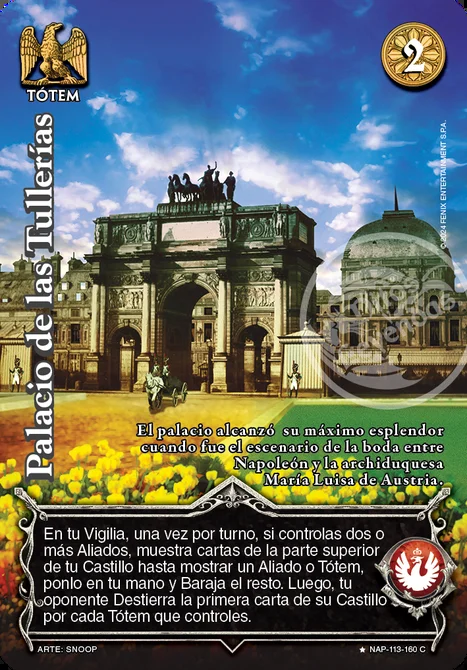 2
TÓTEM
Palacio de las Tullerías
© 2024 FENIX ENTERTAINMENT S.P.A.
El palacio alcanzó su máximo esplendor
cuando fue el escenario de la boda entre
Napoleón y la archiduquesa
María Luisa de Austria.
En tu Vigilia, una vez por turno, si controlas dos o
más Aliados, muestra cartas de la parte superior
de tu Castillo hasta mostrar un Aliado o Tótem,
ponlo en tu mano y Baraja el resto. Luego, tu
oponente Destierra la primera carta de su Castillo
por cada Tótem que controles.
ARTE: SNOOP
★ NAP-113-160 C